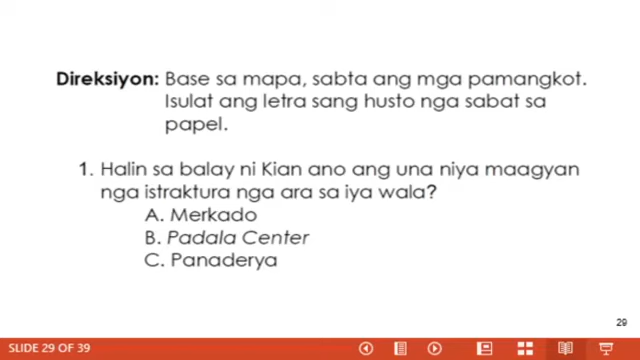 Direksiyon: Base sa mapa, sabta ang mga pamangkot.
Isulat ang letra sang husto nga sabat sa
papel.
1. Halin sa balay ni Kian ano ang una niya maagyan
nga istraktura nga ara sa iya wala?
A. Merkado
B. Padala Center
C. Panaderya
29
SLIDE 29 OF 39